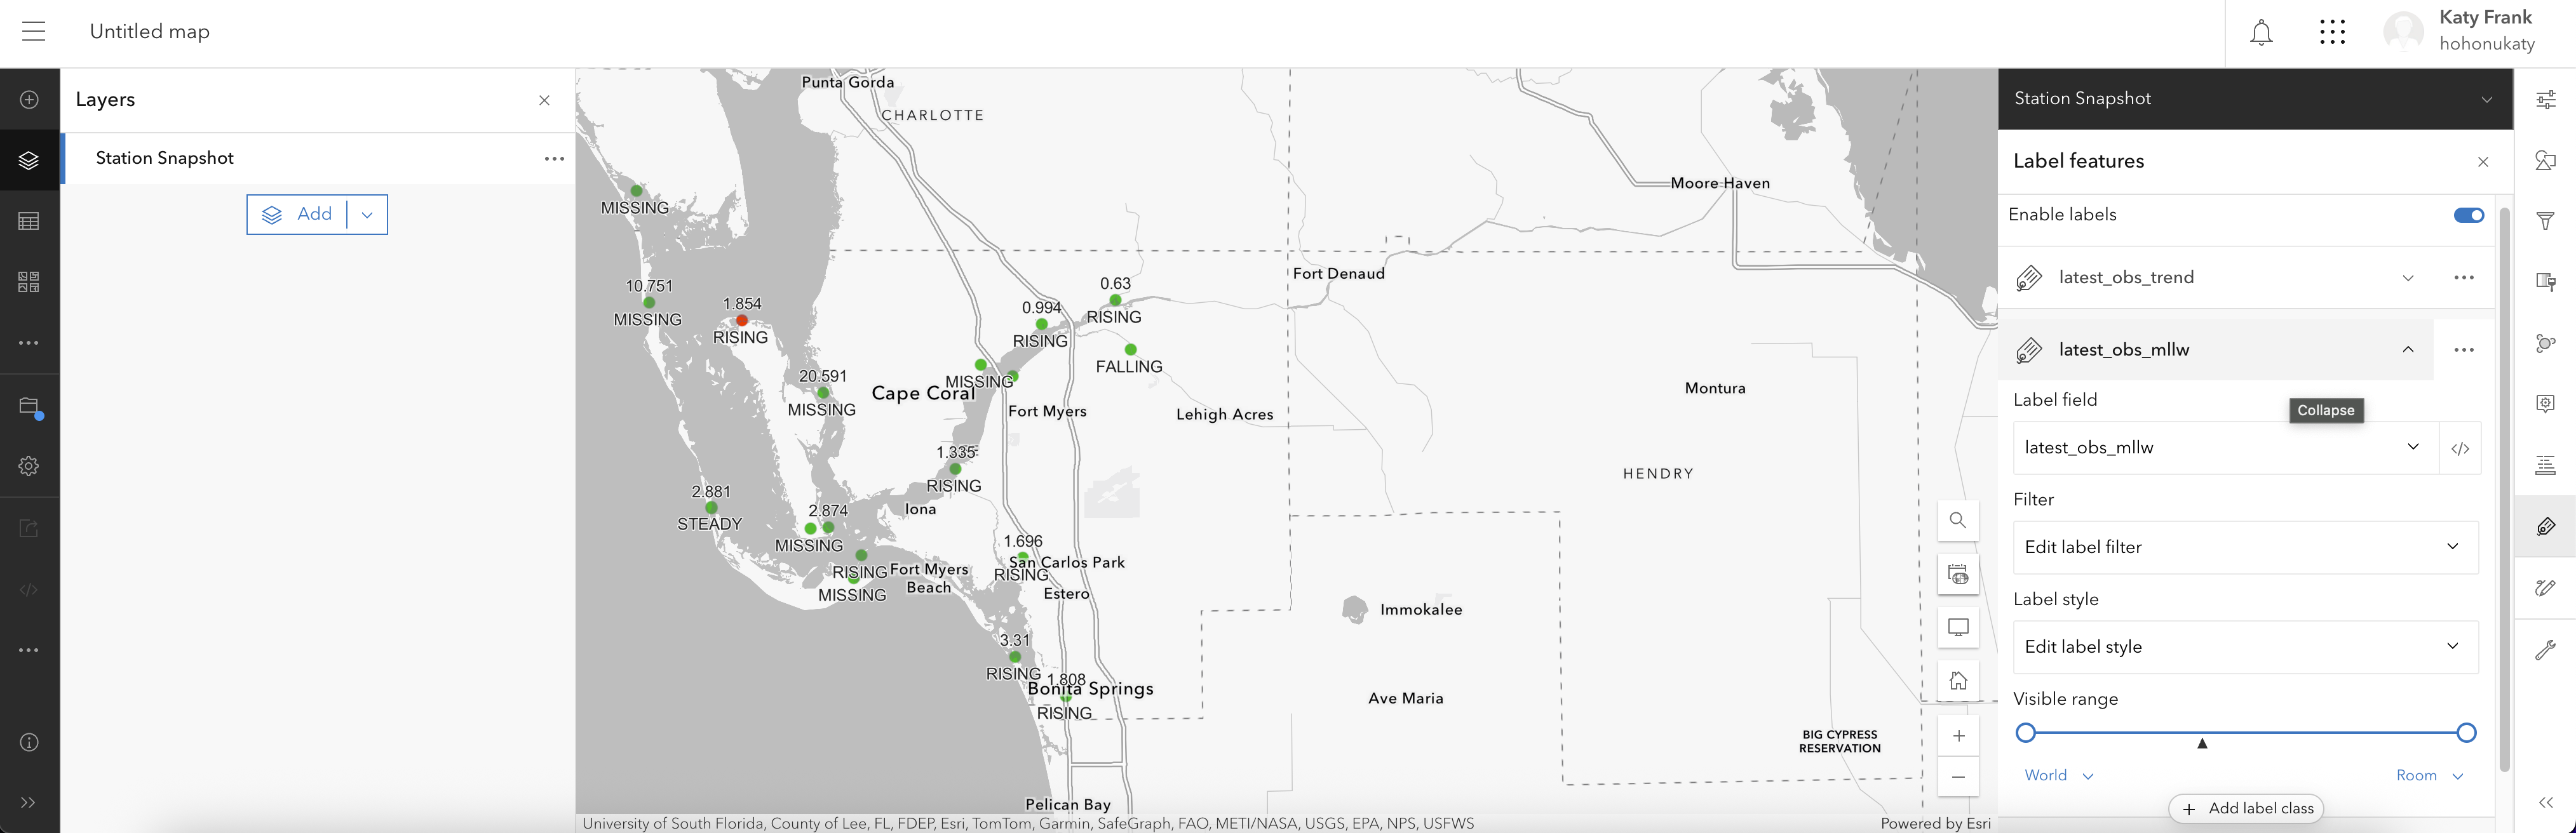 Untitled map
Katy Frank
hohonukaty
Layers
Station Snapshot
Add
Punta Gorda
CHARLOTTE
MISSING
Moore Haven
Fort Denaud
10.751
MISSING
1.854
RISING
0.994
RISING
0.63
RISING
FALLING
20.591
MISSING
Cape Coral
MISSING
Fort Myers
Lehigh Acres
Montura
1.335
RISING
HENDRY
2.881
STEADY
2.874
MISSING
Iona
1.696
RISING
San Carlos Park
RISING
MISSING
Fort Myers
Beach
Estero
Immokalee
3.31
RISING
1.808
Bonita Springs
RISING
Ave Maria
BIG CYPRESS
RESERVATION
Pelican Bay
University of South Florida, County of Lee, FL, FDEP, Esri, TomTom, Garmin, SafeGraph, FAO, METI/NASA, USGS, EPA, NPS, USFWS
Powered by Esri
Station Snapshot
Label features
Enable labels
latest_obs_trend
latest_obs_mllw
Label field
Collapse
latest_obs_mllw
</>
Filter
Edit label filter
Label style
Edit label style
Visible range
World
Room
+ Add label class